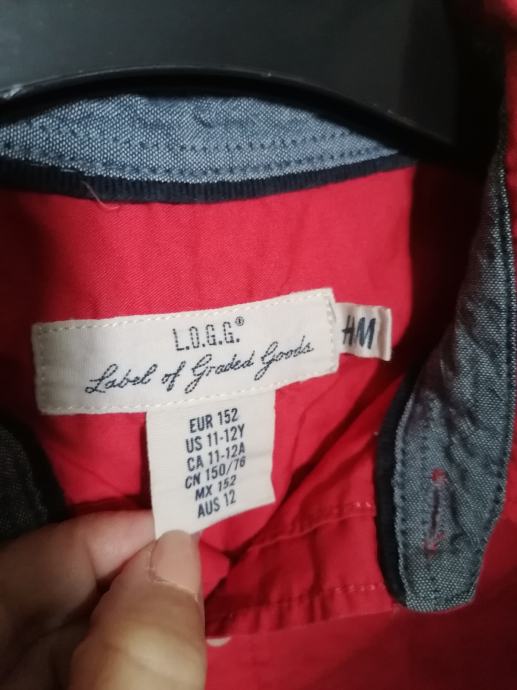 L.O.G.G.®
Label of Graded Goods
H&M
EUR 152
US 11-12Y
CA 11-12A
CN 150/76
MX 152
AUS 12